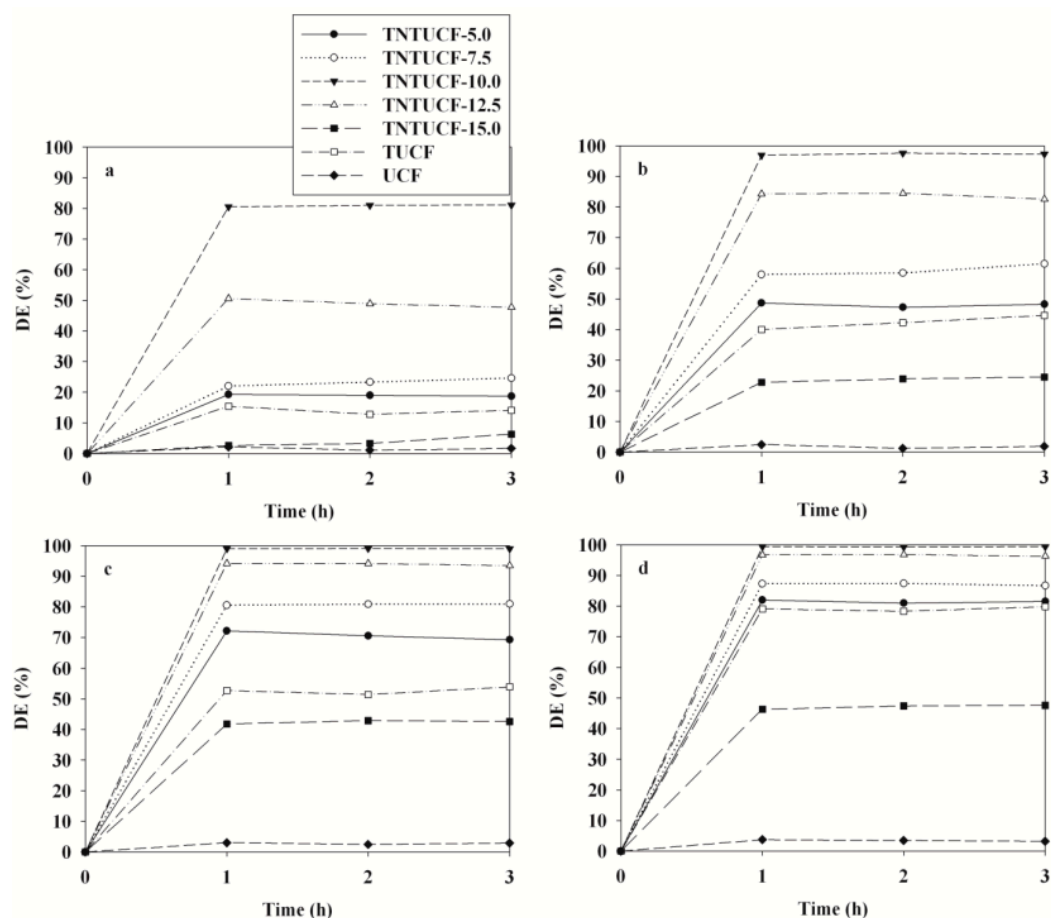 TNTUCF-5.0
TNTUCF-7.5
TNTUCF-10.0
TNTUCF-12.5
TNTUCF-15.0
TUCF
UCF
a
100
90
80
70
60
50
40
30
20
10
0
DE (%)
0 1 2 3
Time (h)
b
100
90
80
70
60
50
40
30
20
10
0
DE (%)
0 1 2 3
Time (h)
c
100
90
80
70
60
50
40
30
20
10
0
DE (%)
0 1 2 3
Time (h)
d
100
90
80
70
60
50
40
30
20
10
0
DE (%)
0 1 2 3
Time (h)